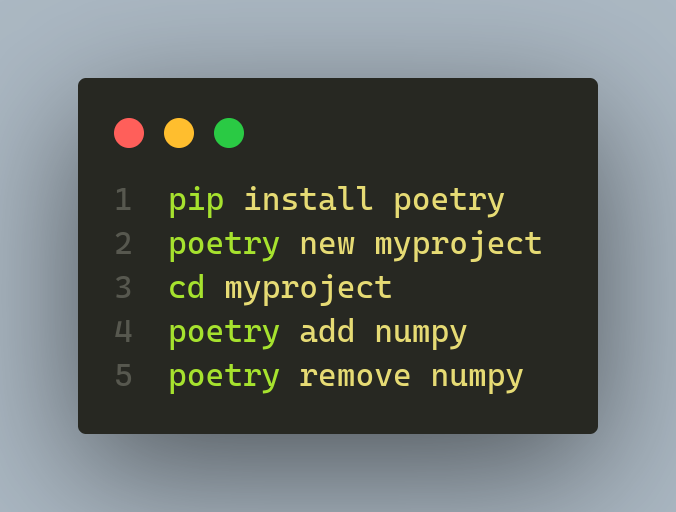 1 pip install poetry
2 poetry new myproject
3 cd myproject
4 poetry add numpy
5 poetry remove numpy